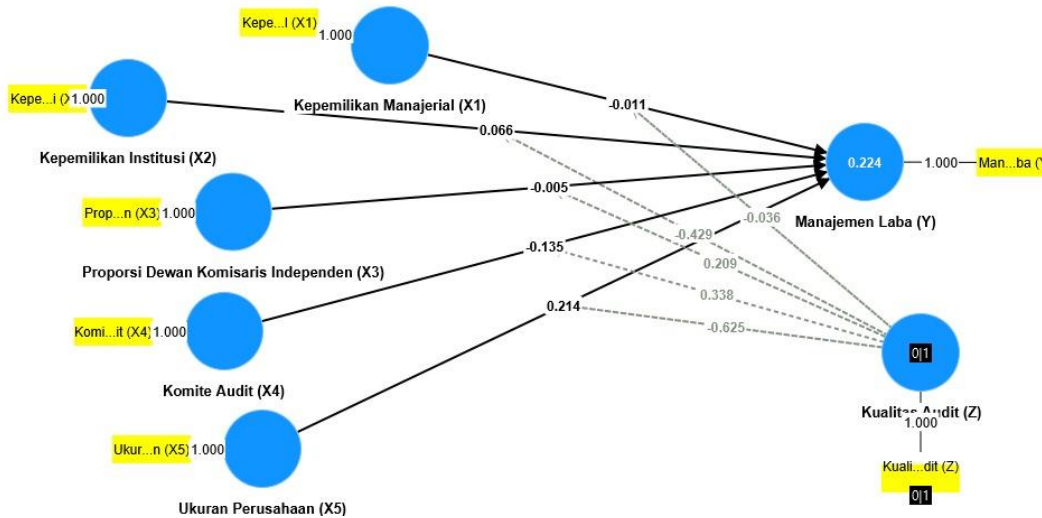 Kepe...l (X1)
1.000
Kepemilikan Manajerial (X1)
Kepe...i (X
1.000
Kepemilikan Institusi (X2)
Prop...n (X3)
1.000
Proporsi Dewan Komisaris Independen (X3)
Komi...it (X4)
1.000
Komite Audit (X4)
Ukur...n (X5)
1.000
Ukuran Perusahaan (X5)
-0.011
0.066
-0.005
-0.135
0.214
-0.036
-0.429
0.209
0.338
-0.625
0.224
1.000
Man...ba (Y
Manajemen Laba (Y)
0|1
Kualitas Audit (Z)
1.000
Kuali...dit (Z)
0|1